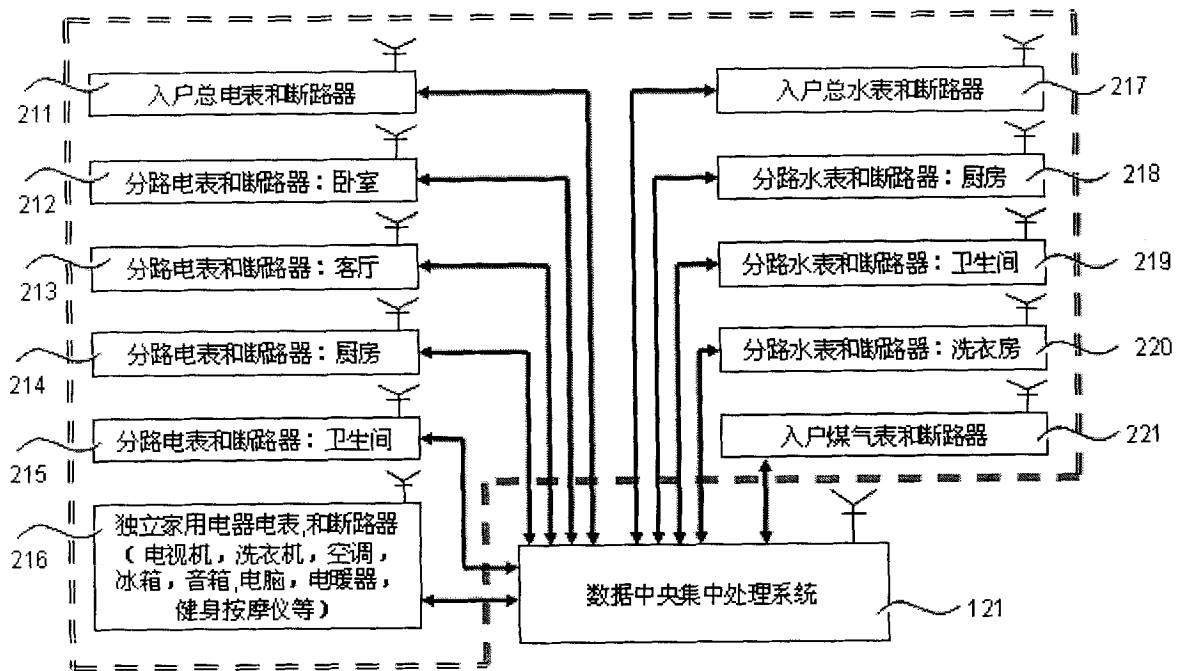 入户总电表和断路器
211
分路电表和断路器：卧室
212
分路电表和断路器：客厅
213
分路电表和断路器：厨房
214
分路电表和断路器：卫生间
215
独立家用电器电表,和断路器
（电视机，洗衣机，空调，
冰箱，音箱,电脑，电暖器，
健身按摩仪等）
216
入户总水表和断路器
217
分路水表和断路器：厨房
218
分路水表和断路器：卫生间
219
分路水表和断路器：洗衣房
220
入户煤气表和断路器
221
数据中央集中处理系统
121